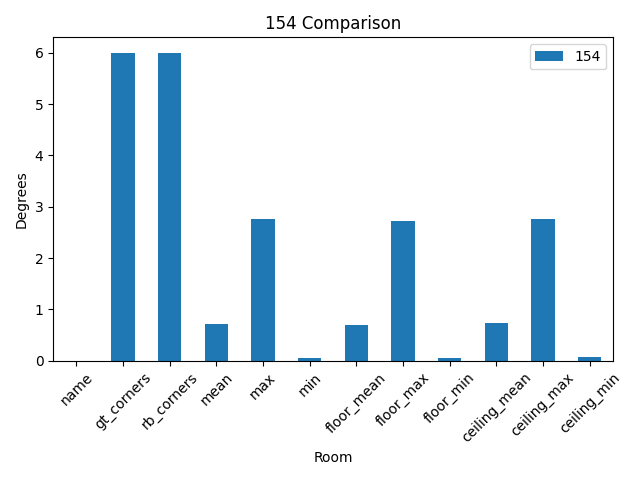 154 Comparison
154
Degrees
6
5
4
3
2
1
0
name
gt_corners
rb_corners
mean
max
min
floor_mean
floor_max
floor_min
ceiling_mean
ceiling_max
ceiling_min
Room